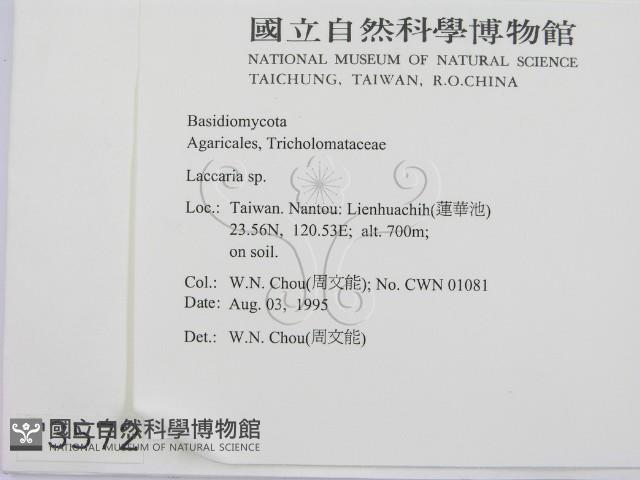 國立自然科學博物館
NATIONAL MUSEUM OF NATURAL SCIENCE
TAICHUNG, TAIWAN, R.O.CHINA
Basidiomycota
Agaricales, Tricholomataceae
Laccaria sp.
Loc.: Taiwan. Nantou: Lienhuachih(蓮華池)
23.56N, 120.53E; alt. 700m;
on soil.
Col.: W.N. Chou(周文能); No. CWN 01081
Date: Aug. 03, 1995
Det.: W.N. Chou(周文能)
國立自然科學博物館
NATIONAL MUSEUM OF NATURAL SCIENCE